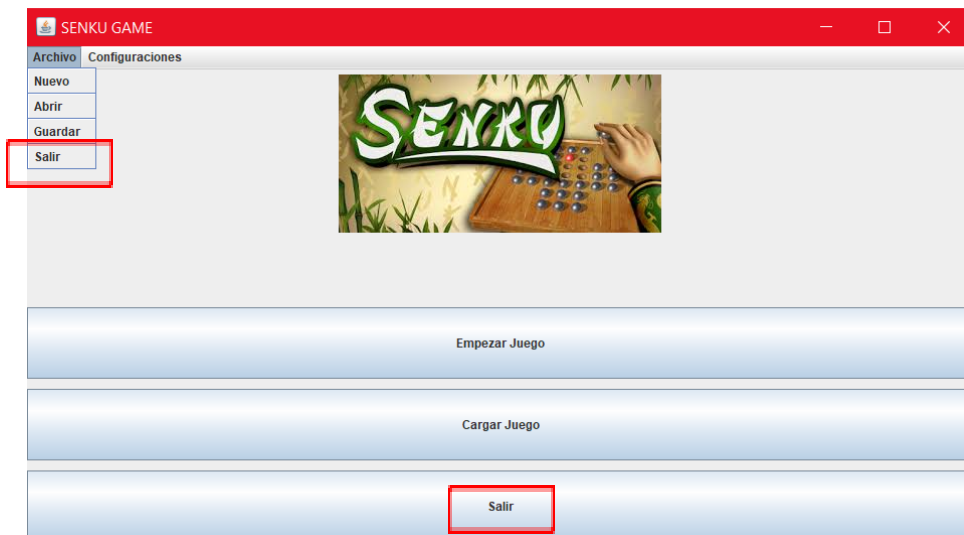 SENKU GAME
Archivo Configuraciones
Nuevo
Abrir
Guardar
Salir
SENKU
Empezar Juego
Cargar Juego
Salir